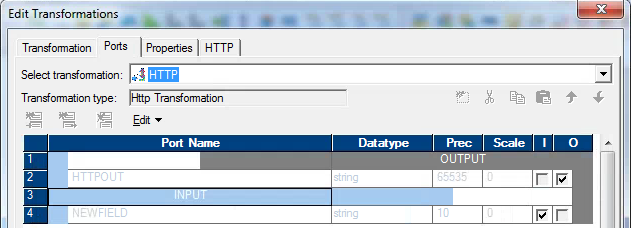 Edit Transformations
Transformation Ports Properties HTTP
Select transformation: HTTP
Transformation type: Http Transformation
Edit
Port Name Datatype Prec Scale I O
1 OUTPUT
2 HTTPOUT string 65535 0
3 INPUT
4 NEWFIELD string 10 0